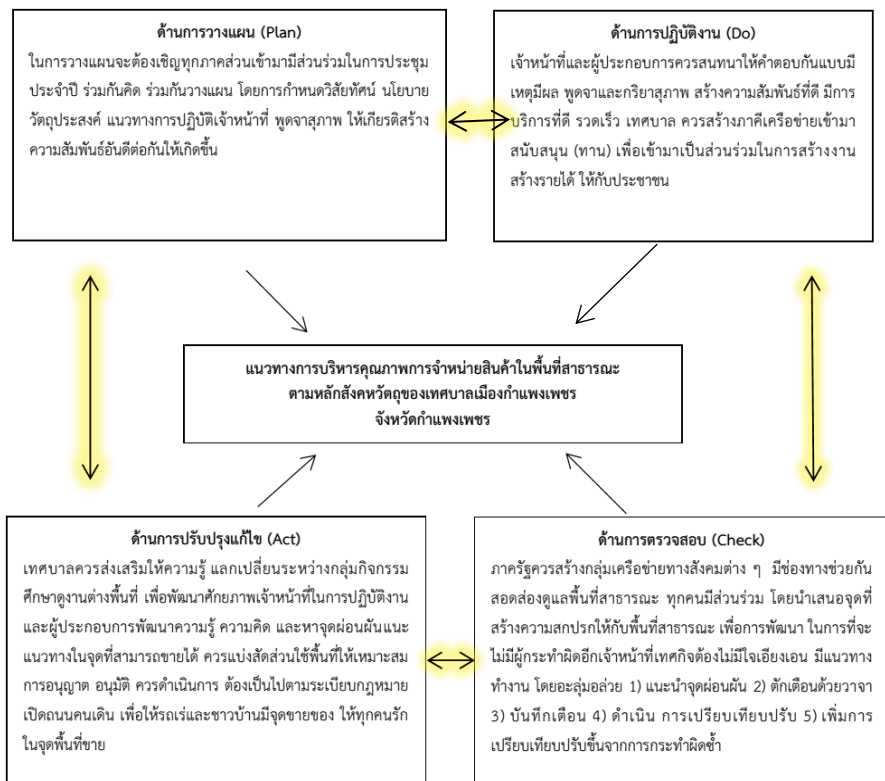 ด้านการวางแผน (Plan)
ในการวางแผนจะต้องเชิญทุกภาคส่วนเข้ามามีส่วนร่วมในการประชุม
ประจำปี ร่วมกันคิด ร่วมกันวางแผน โดยการกำหนดวิสัยทัศน์ นโยบาย
วัตถุประสงค์ แนวทางการปฏิบัติเจ้าหน้าที่ พูดจาสุภาพ ให้เกียรติสร้าง
ความสัมพันธ์อันดีต่อกันให้เกิดขึ้น
ด้านการปฏิบัติงาน (Do)
เจ้าหน้าที่และผู้ประกอบการควรสนทนาให้คำตอบกันแบบมี
เหตุมีผล พูดจาและกริยาสุภาพ สร้างความสัมพันธ์ที่ดี มีการ
บริการที่ดี รวดเร็ว เทศบาล ควรสร้างภาคีเครือข่ายเข้ามา
สนับสนุน (ทาน) เพื่อเข้ามาเป็นส่วนร่วมในการสร้างงาน
สร้างรายได้ ให้กับประชาชน
แนวทางการบริหารคุณภาพการจำหน่ายสินค้าในพื้นที่สาธารณะ
ตามหลักสังคหวัตถุของเทศบาลเมืองกำแพงเพชร
จังหวัดกำแพงเพชร
ด้านการปรับปรุงแก้ไข (Act)
เทศบาลควรส่งเสริมให้ความรู้ แลกเปลี่ยนระหว่างกลุ่มกิจกรรม
ศึกษาดูงานต่างพื้นที่ เพื่อพัฒนาศักยภาพเจ้าหน้าที่ในการปฏิบัติงาน
และผู้ประกอบการพัฒนาความรู้ ความคิด และหาจุดผ่อนผันแนะ
แนวทางในจุดที่สามารถขายได้ ควรแบ่งสัดส่วนใช้พื้นที่ให้เหมาะสม
การอนุญาต อนุมัติ ควรดำเนินการ ต้องเป็นไปตามระเบียบกฎหมาย
เปิดถนนคนเดิน เพื่อให้รถเร่และชาวบ้านมีจุดขายของ ให้ทุกคนรัก
ในจุดพื้นที่ขาย
ด้านการตรวจสอบ (Check)
ภาครัฐควรสร้างกลุ่มเครือข่ายทางสังคมต่าง ๆ มีช่องทางช่วยกัน
สอดส่องดูแลพื้นที่สาธารณะ ทุกคนมีส่วนร่วม โดยนำเสนอจุดที่
สร้างความสกปรกให้กับพื้นที่สาธารณะ เพื่อการพัฒนา ในการที่จะ
ไม่มีผู้กระทำผิดอีกเจ้าหน้าที่เทศกิจต้องไม่มีใจเอียงเอน มีแนวทาง
ทำงาน โดยอะลุ่มอล่วย 1) แนะนำจุดผ่อนผัน 2) ตักเตือนด้วยวาจา
3) บันทึกเตือน 4) ดำเนิน การเปรียบเทียบปรับ 5) เพิ่มการ
เปรียบเทียบปรับขึ้นจากการกระทำผิดซ้ำ